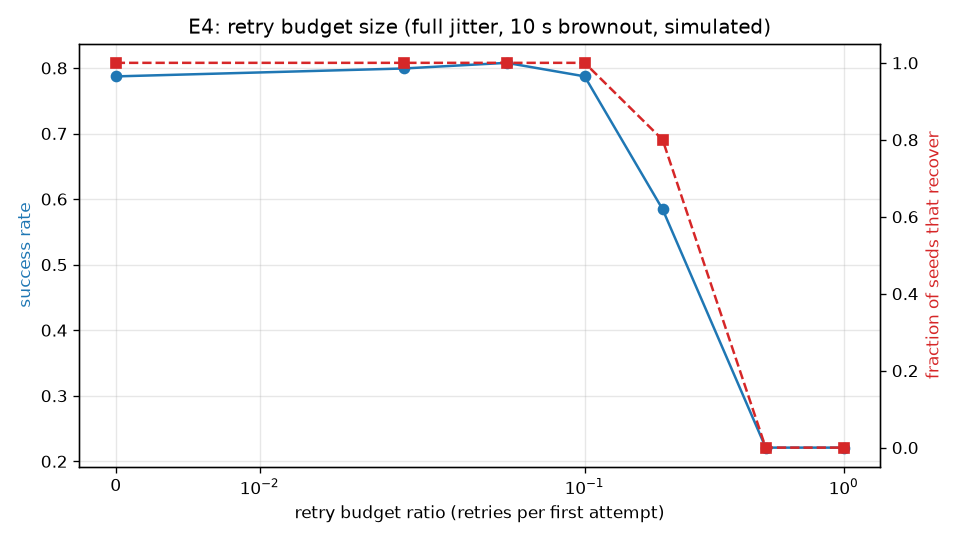 E4: retry budget size (full jitter, 10 s brownout, simulated)
0.8
0.7
0.6
0.5
0.4
0.3
0.2
success rate
1.0
0.8
0.6
0.4
0.2
0.0
fraction of seeds that recover
0 10⁻² 10⁻¹ 10⁰
retry budget ratio (retries per first attempt)